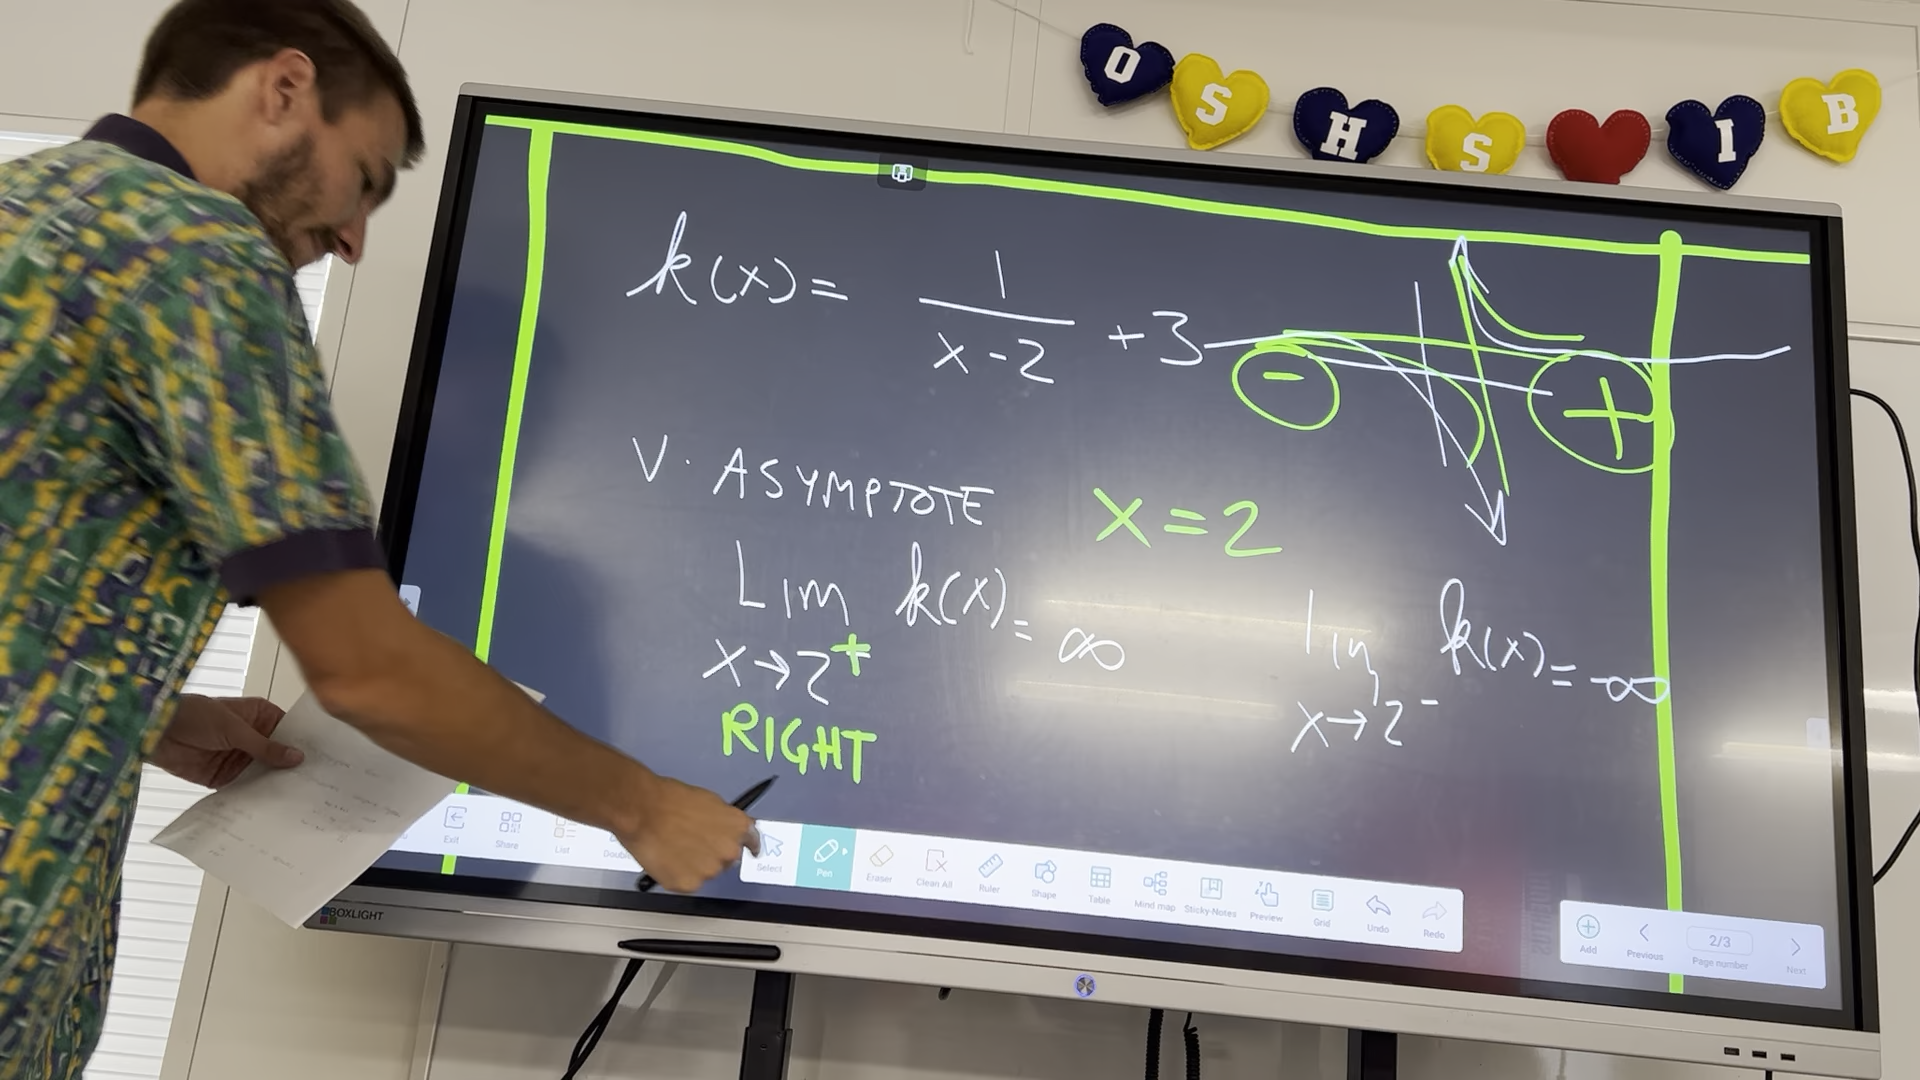 O S H S I B
k(x) = 1/(x-2) + 3
- +
V. ASYMPTOTE x = 2
Lim k(x) = ∞
x→2⁺
RIGHT
lim k(x) = -∞
x→2⁻
Exit Share List Select Pen Eraser Clean All Ruler Shape Table Mind map Sticky-Notes Preview Grid Undo Redo
Add Previous 2/3 Page number Next
BOXLIGHT